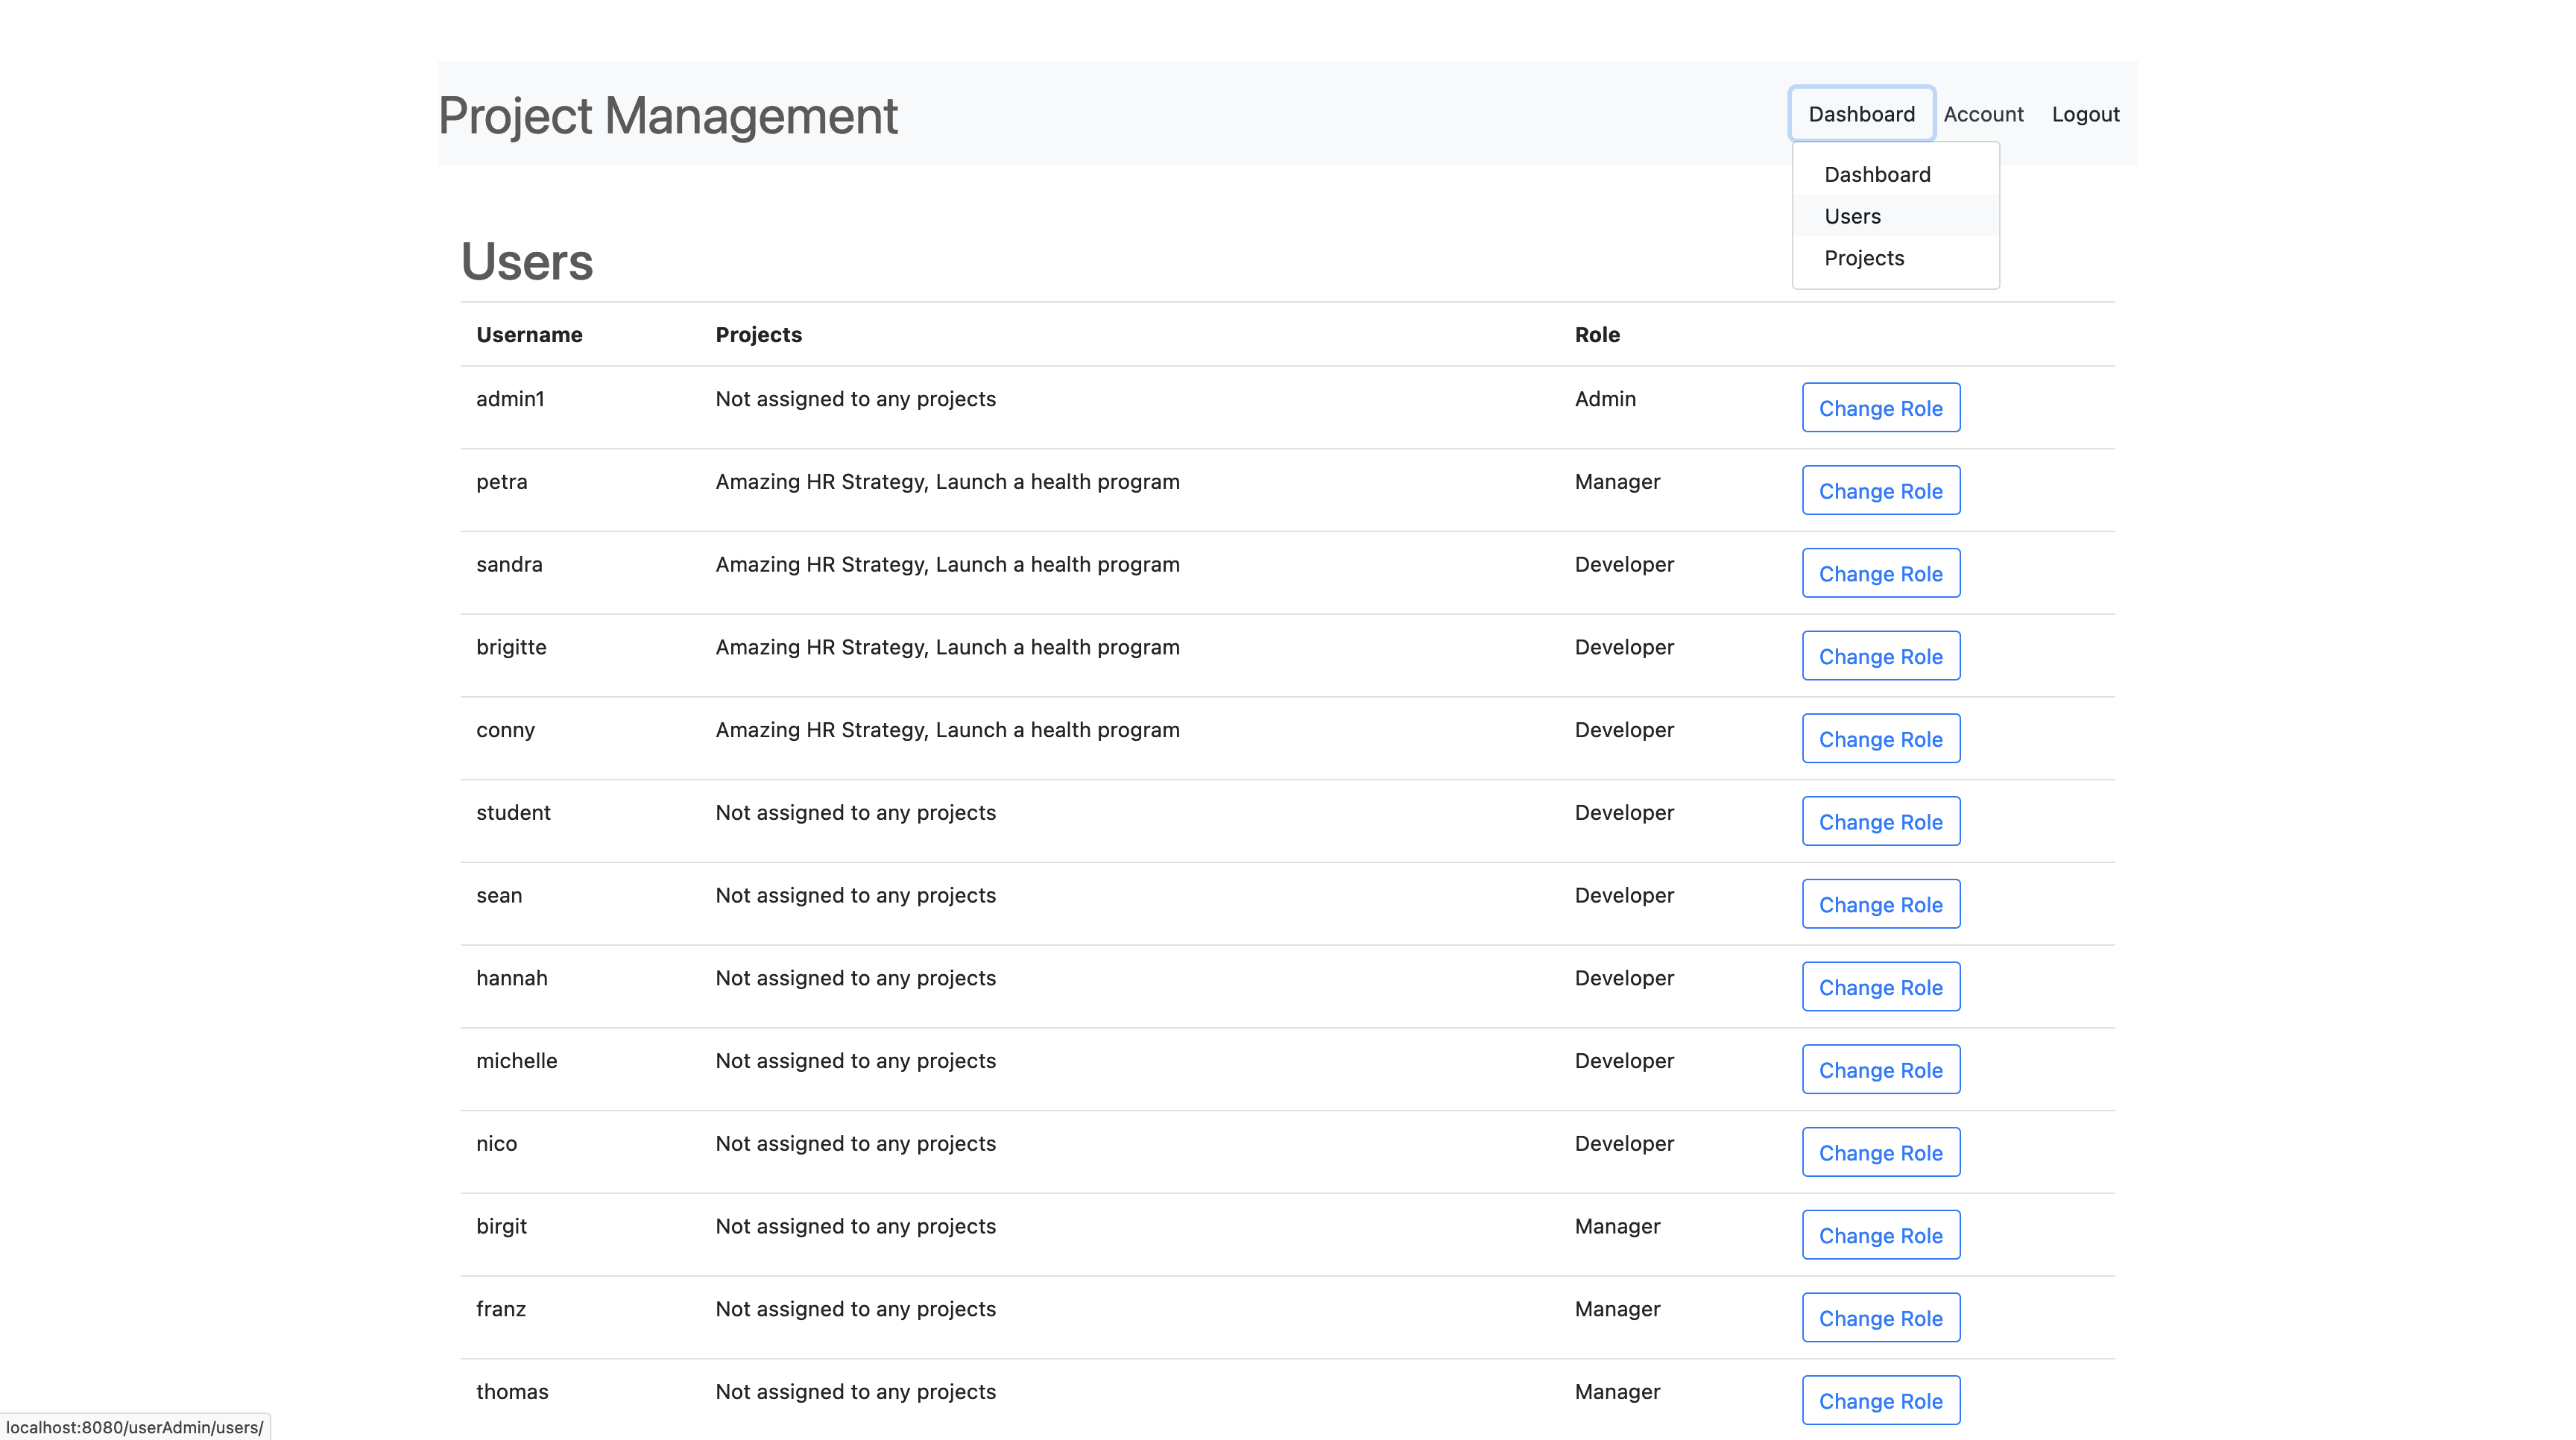 Project Management
Dashboard Account Logout
Dashboard
Users
Projects
Users
Username Projects Role
admin1 Not assigned to any projects Admin Change Role
petra Amazing HR Strategy, Launch a health program Manager Change Role
sandra Amazing HR Strategy, Launch a health program Developer Change Role
brigitte Amazing HR Strategy, Launch a health program Developer Change Role
conny Amazing HR Strategy, Launch a health program Developer Change Role
student Not assigned to any projects Developer Change Role
sean Not assigned to any projects Developer Change Role
hannah Not assigned to any projects Developer Change Role
michelle Not assigned to any projects Developer Change Role
nico Not assigned to any projects Developer Change Role
birgit Not assigned to any projects Manager Change Role
franz Not assigned to any projects Manager Change Role
thomas Not assigned to any projects Manager Change Role
localhost:8080/userAdmin/users/